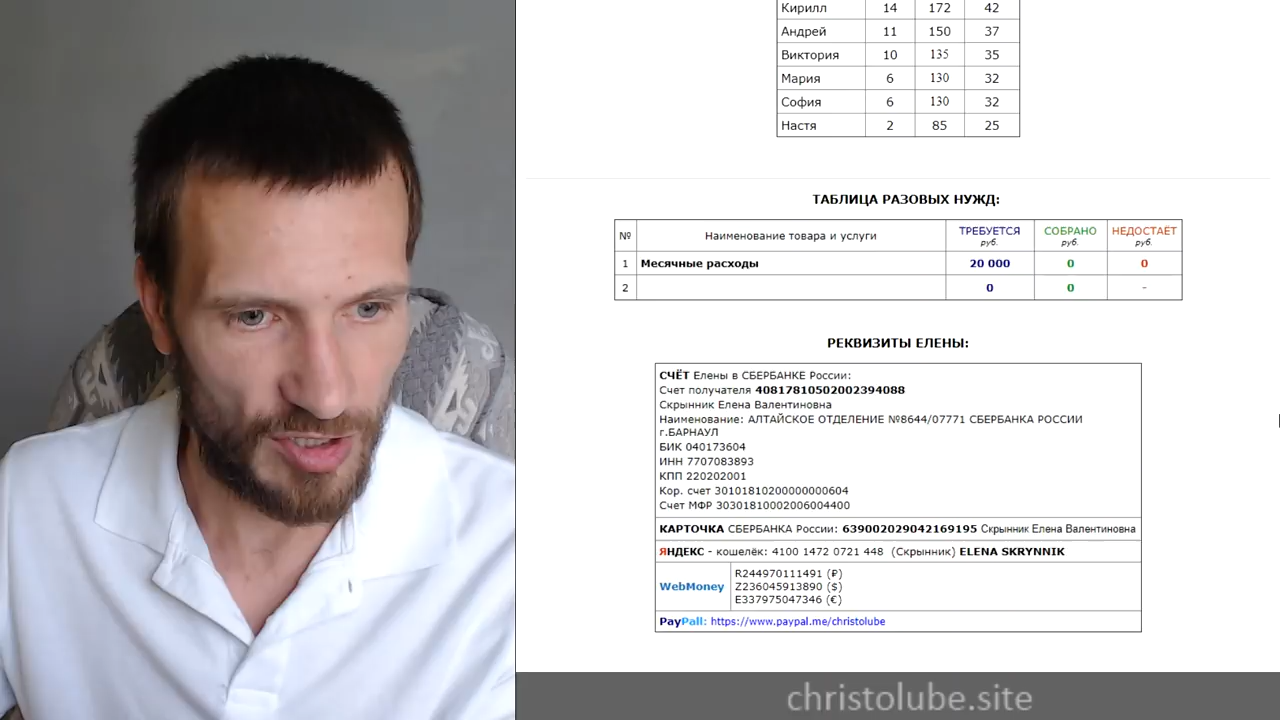 Кирилл 14 172 42
Андрей 11 150 37
Виктория 10 135 35
Мария 6 130 32
София 6 130 32
Настя 2 85 25
ТАБЛИЦА РАЗОВЫХ НУЖД:
№ Наименование товара и услуги ТРЕБУЕТСЯ руб. СОБРАНО руб. НЕДОСТАЁТ руб.
1 Месячные расходы 20 000 0 0
2 0 0 -
РЕКВИЗИТЫ ЕЛЕНЫ:
СЧЁТ Елены в СБЕРБАНКЕ России:
Счет получателя 40817810502002394088
Скрынник Елена Валентиновна
Наименование: АЛТАЙСКОЕ ОТДЕЛЕНИЕ №8644/07771 СБЕРБАНКА РОССИИ
г.БАРНАУЛ
БИК 040173604
ИНН 7707083893
КПП 220202001
Кор. счет 30101810200000000604
Счет МФР 30301810002006004400
КАРТОЧКА СБЕРБАНКА России: 639002029042169195 Скрынник Елена Валентиновна
ЯНДЕКС - кошелёк: 4100 1472 0721 448 (Скрынник) ELENA SKRYNNIK
WebMoney
R244970111491 (₽)
Z236045913890 ($)
E337975047346 (€)
PayPall: https://www.paypal.me/christolube
christolube.site